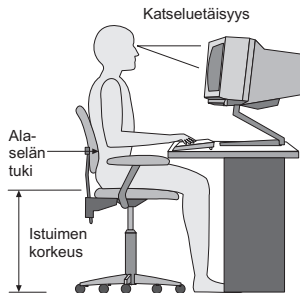 Katseluetäisyys
Ala-
selän
tuki
Istuimen
korkeus